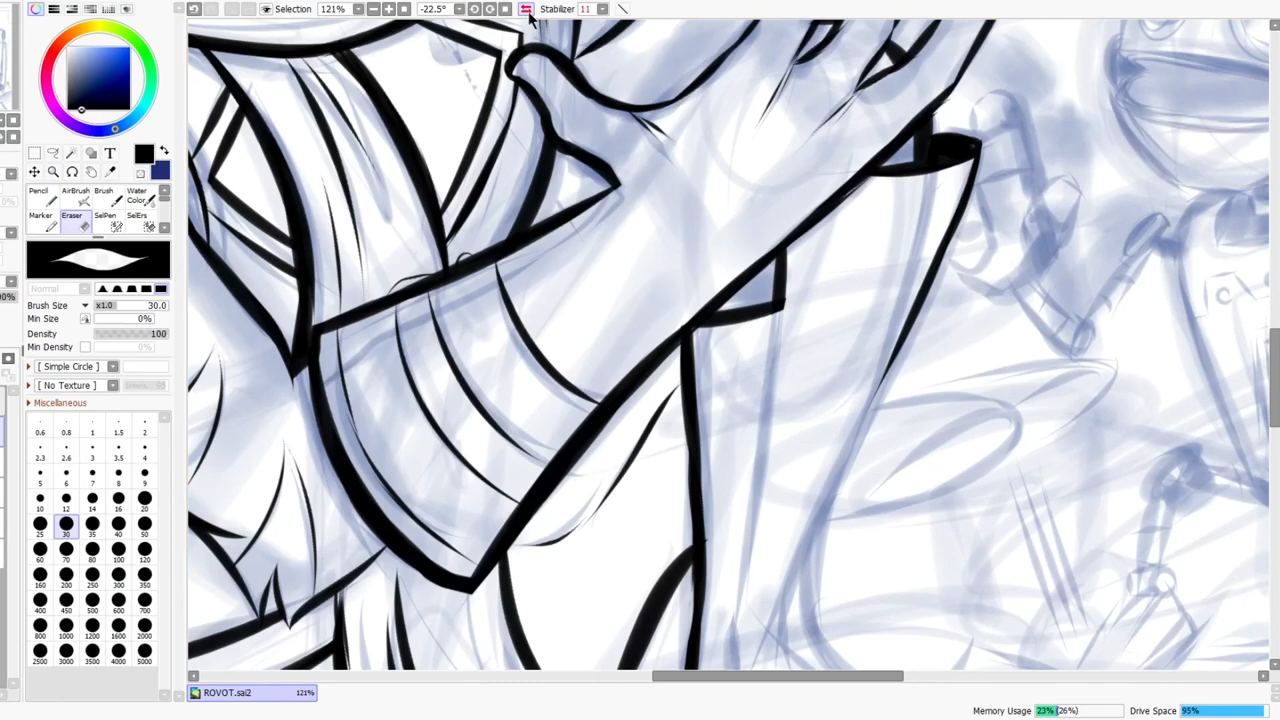 Selection 121% -22.5° Stabilizer 11
T
Pencil AirBrush Brush Water Color
Marker Eraser SelPen SelErs
Normal
Brush Size x1.0 30.0
Min Size 0%
Density 100
Min Density 0%
[ Simple Circle ]
[ No Texture ]
Miscellaneous
0.6 0.8 1 1.5 2
2.3 2.6 3 3.5 4
5 6 7 8 9
10 12 14 16 20
25 30 35 40 50
60 70 80 100 120
160 200 250 300 350
400 450 500 600 700
800 1000 1200 1600 2000
2500 3000 3500 4000 5000
ROVOT.sai2 121%
Memory Usage 23% (26%) Drive Space 95%